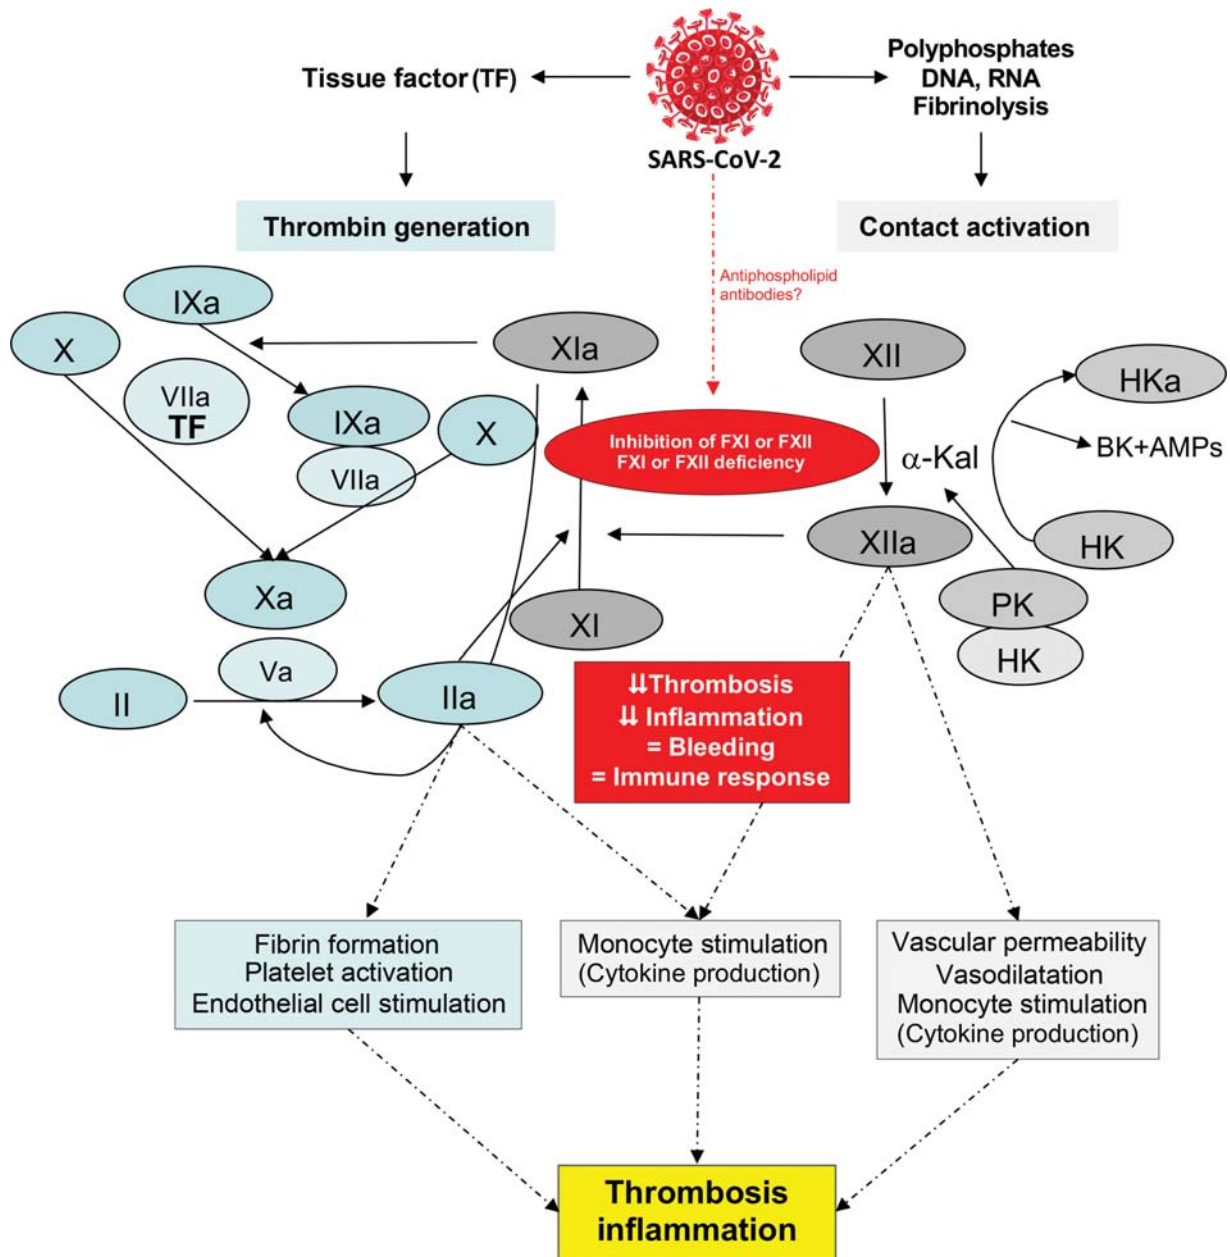 Tissue factor (TF)
SARS-CoV-2
Polyphosphates
DNA, RNA
Fibrinolysis
Thrombin generation
Contact activation
Antiphospholipid
antibodies?
IXa
X
VIIa
TF
IXa
VIIa
X
XIa
XII
HKa
BK+AMPs
Inhibition of FXI or FXII
FXI or FXII deficiency
α-Kal
XIIa
HK
Xa
XI
PK
HK
Va
II
IIa
⇊Thrombosis
⇊ Inflammation
= Bleeding
= Immune response
Fibrin formation
Platelet activation
Endothelial cell stimulation
Monocyte stimulation
(Cytokine production)
Vascular permeability
Vasodilatation
Monocyte stimulation
(Cytokine production)
Thrombosis
inflammation